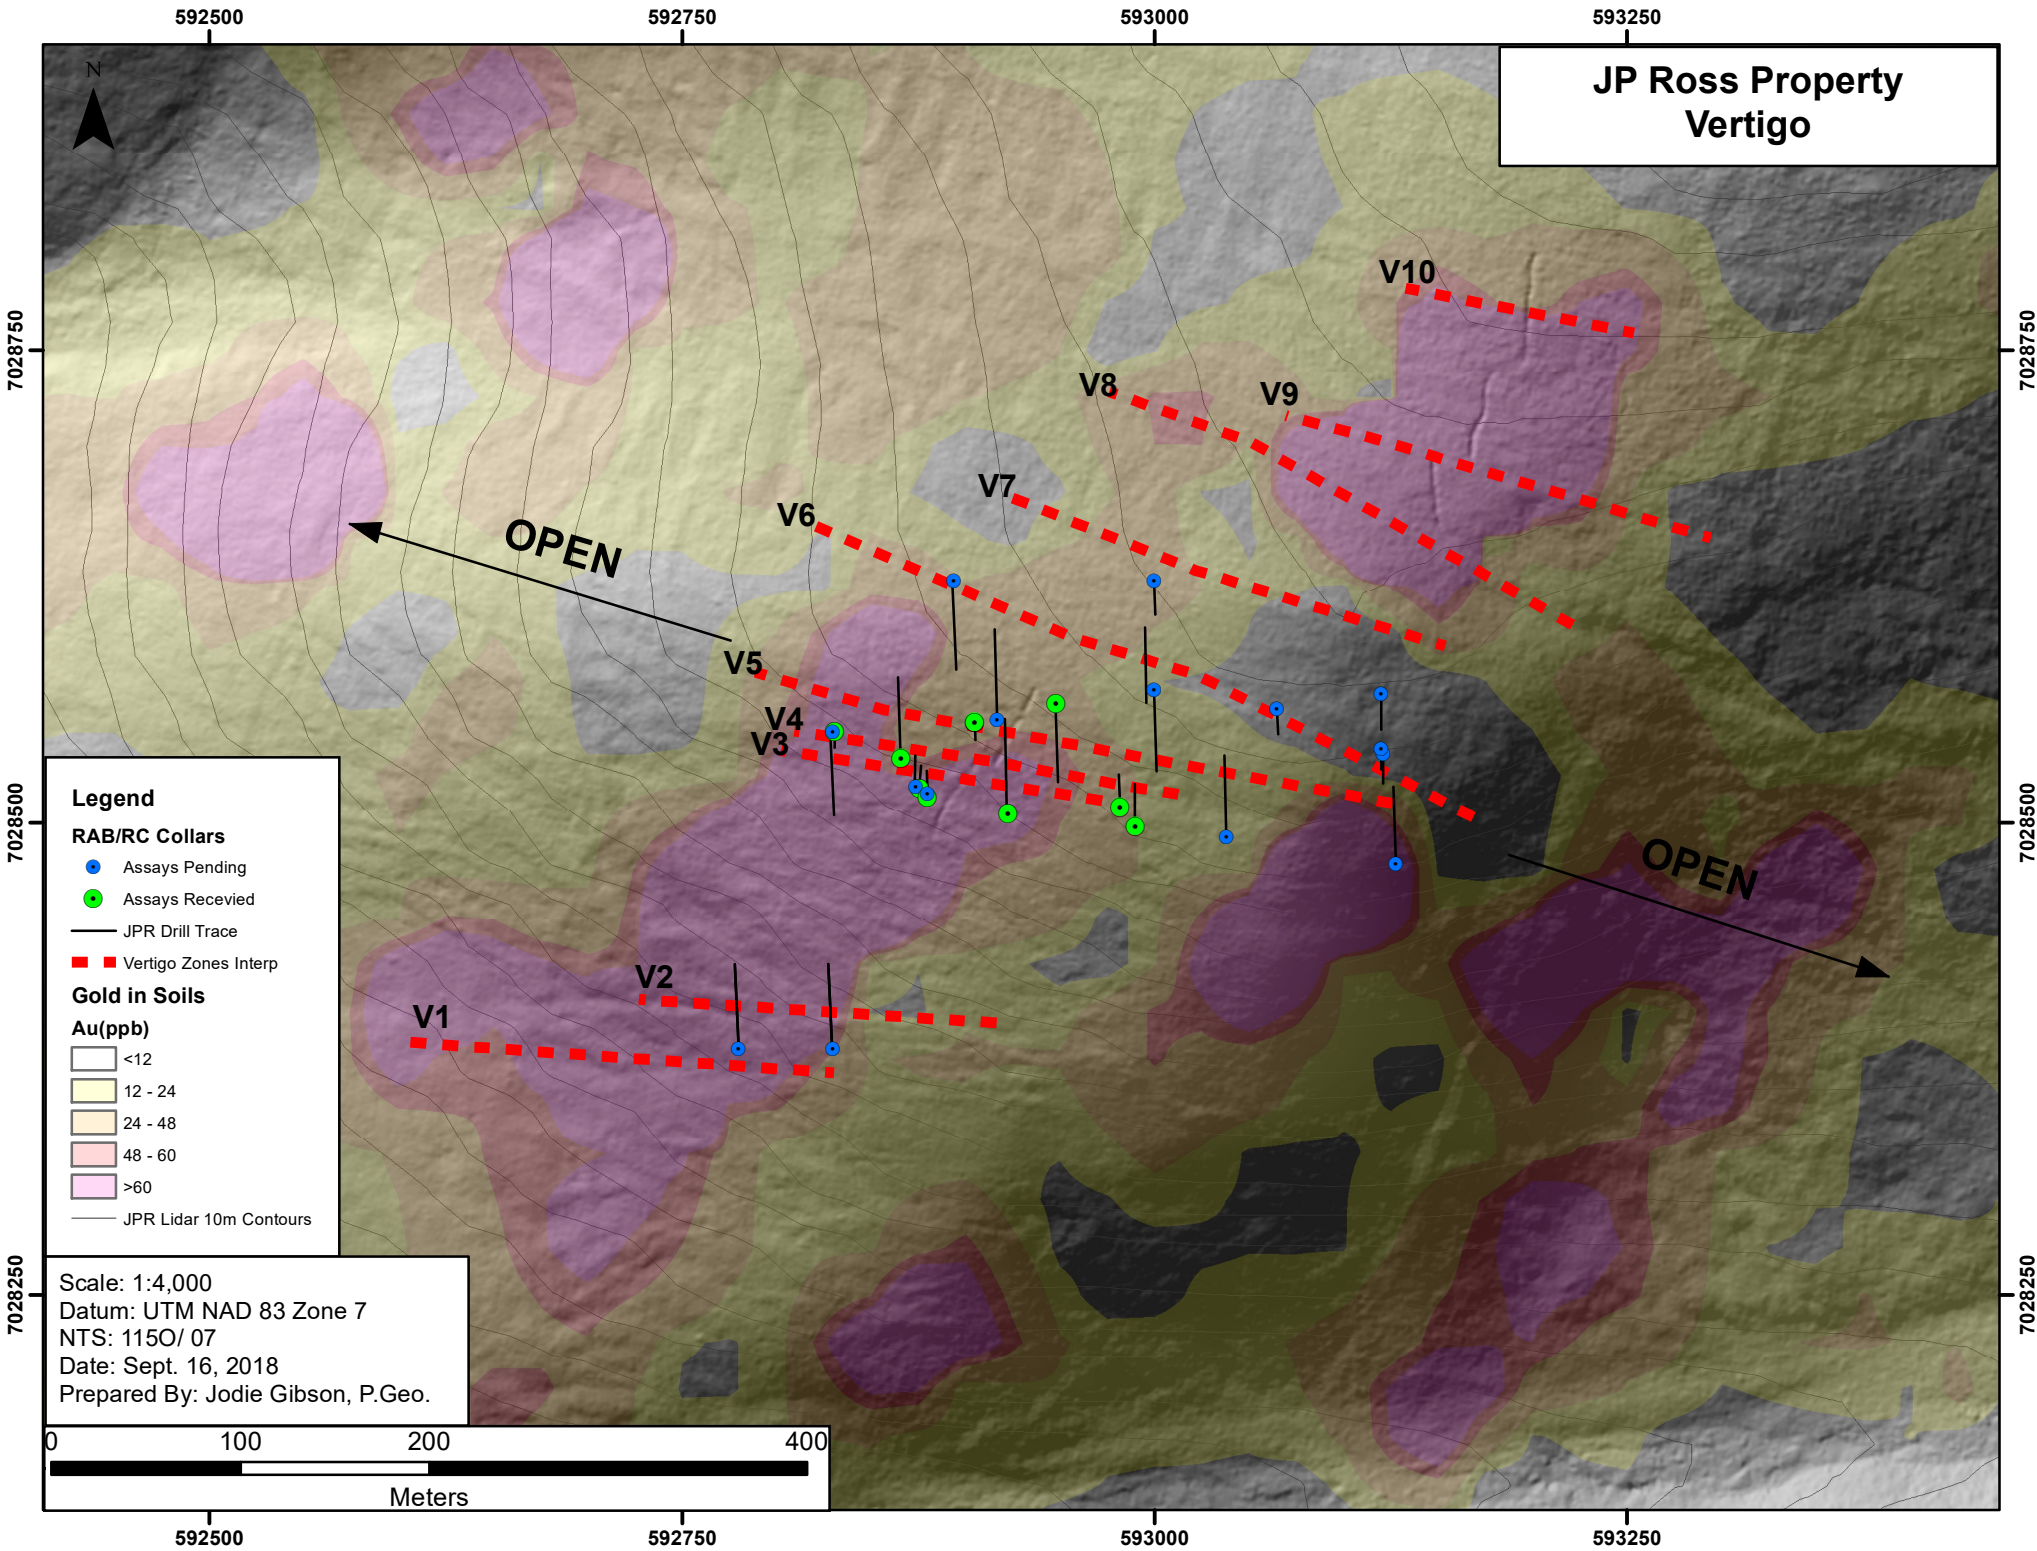 592500
592750
593000
593250
N
JP Ross Property
Vertigo
V10
7028750
7028750
V8
V9
V7
V6
OPEN
V5
V4
V3
7028500
7028500
OPEN
V2
V1
Legend
RAB/RC Collars
Assays Pending
Assays Recevied
JPR Drill Trace
Vertigo Zones Interp
Gold in Soils
Au(ppb)
<12
12 - 24
24 - 48
48 - 60
>60
JPR Lidar 10m Contours
7028250
7028250
Scale: 1:4,000
Datum: UTM NAD 83 Zone 7
NTS: 115O/ 07
Date: Sept. 16, 2018
Prepared By: Jodie Gibson, P.Geo.
0 100 200 400
Meters
592500
592750
593000
593250